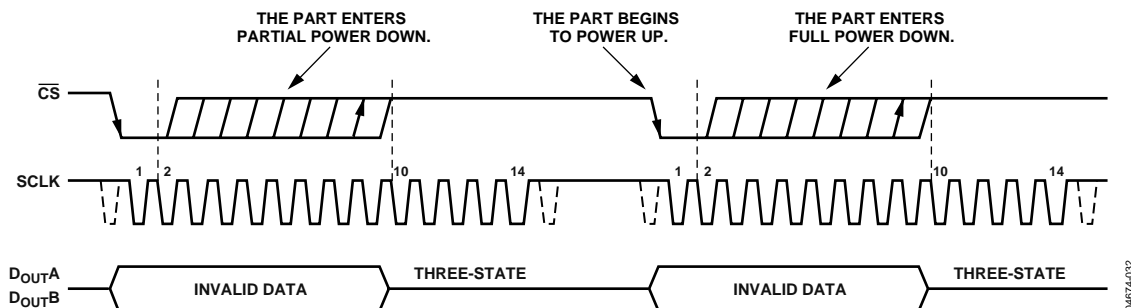 THE PART ENTERS
PARTIAL POWER DOWN.
THE PART BEGINS
TO POWER UP.
THE PART ENTERS
FULL POWER DOWN.
CS
SCLK
1 2 10 14 1 2 10 14
DOUTA
DOUTB
INVALID DATA THREE-STATE INVALID DATA THREE-STATE
04674-032